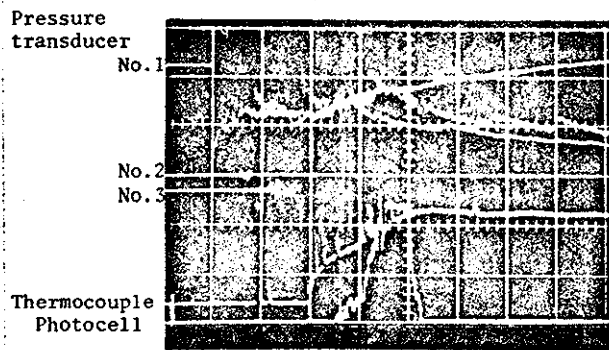 Pressure
transducer
No.1
No.2
No.3
Thermocouple
Photocell